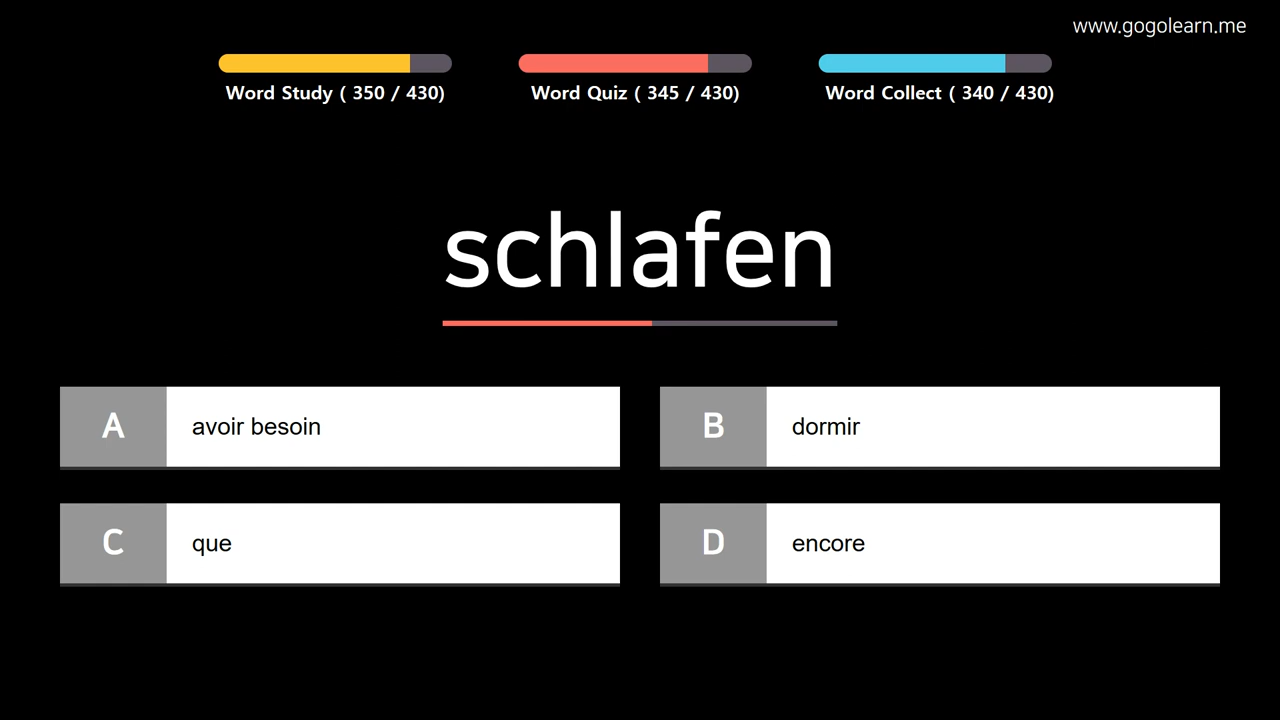 www.gogolearn.me
Word Study ( 350 / 430)
Word Quiz ( 345 / 430)
Word Collect ( 340 / 430)
schlafen
A avoir besoin
B dormir
C que
D encore